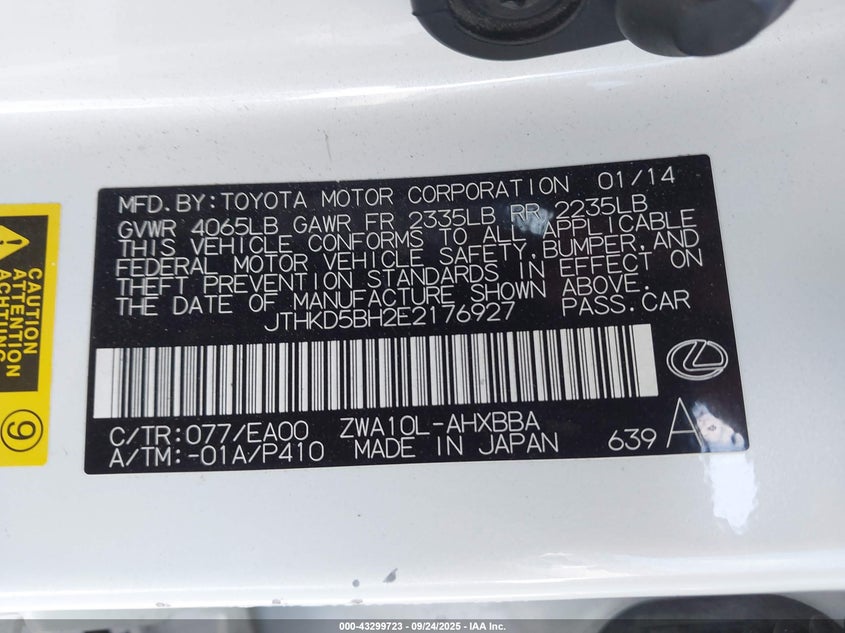 MFD.BY:TOYOTA MOTOR CORPORATION 01/14
GVWR 4065LB GAWR FR 2335LB RR 2235LB
THIS VEHICLE CONFORMS TO ALL APPLICABLE
FEDERAL MOTOR VEHICLE SAFETY,BUMPER,AND
THEFT PREVENTION STANDARDS IN EFFECT ON
THE DATE OF MANUFACTURE SHOWN ABOVE.
JTHKD5BH2E2176927 PASS.CAR
C/TR:077/EA00 ZWA10L-AHXBBA
A/TM:-01A/P410 MADE IN JAPAN 639 A
CAUTION
ATTENTION
ACHTUNG
9
000-43299723 - 09/24/2025 - IAA Inc.